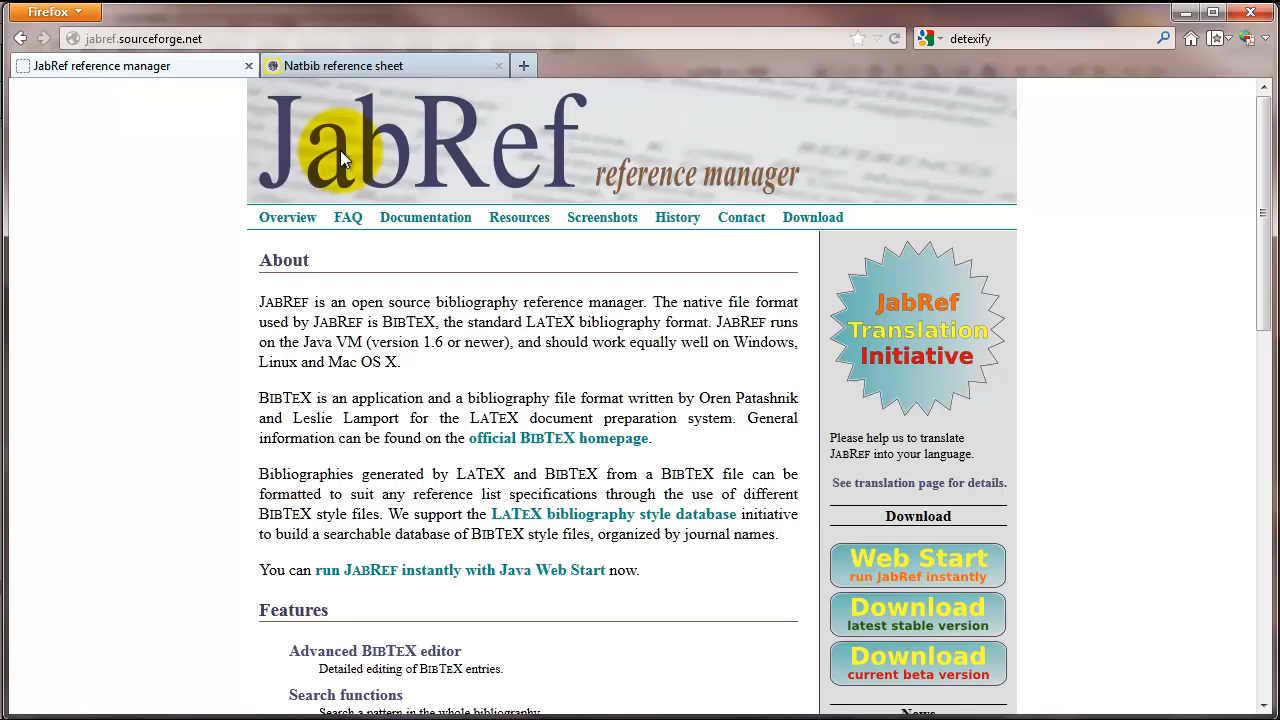 Firefox
jabref.sourceforge.net
detexify
JabRef reference manager
Natbib reference sheet
JabRef reference manager
Overview FAQ Documentation Resources Screenshots History Contact Download
About
JABREF is an open source bibliography reference manager. The native file format
used by JABREF is BIBTEX, the standard LATEX bibliography format. JABREF runs
on the Java VM (version 1.6 or newer), and should work equally well on Windows,
Linux and Mac OS X.
BIBTEX is an application and a bibliography file format written by Oren Patashnik
and Leslie Lamport for the LATEX document preparation system. General
information can be found on the official BIBTEX homepage.
Bibliographies generated by LATEX and BIBTEX from a BIBTEX file can be
formatted to suit any reference list specifications through the use of different
BIBTEX style files. We support the LATEX bibliography style database initiative
to build a searchable database of BIBTEX style files, organized by journal names.
You can run JABREF instantly with Java Web Start now.
Features
Advanced BIBTEX editor
Detailed editing of BIBTEX entries.
Search functions
Search a pattern in the whole bibliography
JabRef
Translation
Initiative
Please help us to translate
JABREF into your language.
See translation page for details.
Download
Web Start
run JabRef instantly
Download
latest stable version
Download
current beta version
News